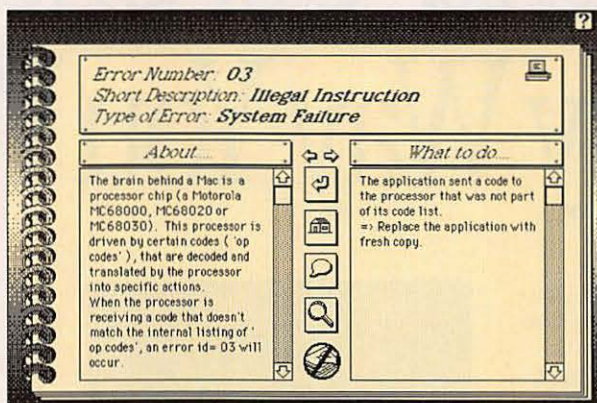 ?
Error Number: 03
Short Description: Illegal Instruction
Type of Error: System Failure
About....
The brain behind a Mac is a
processor chip (a Motorola
MC68000, MC68020 or
MC68030). This processor is
driven by certain codes ( 'op
codes' ), that are decoded and
translated by the processor
into specific actions.
When the processor is
receiving a code that doesn't
match the internal listing of '
op codes', an error id= 03 will
occur.
What to do....
The application sent a code to
the processor that was not part
of its code list.
=> Replace the application with
fresh copy.